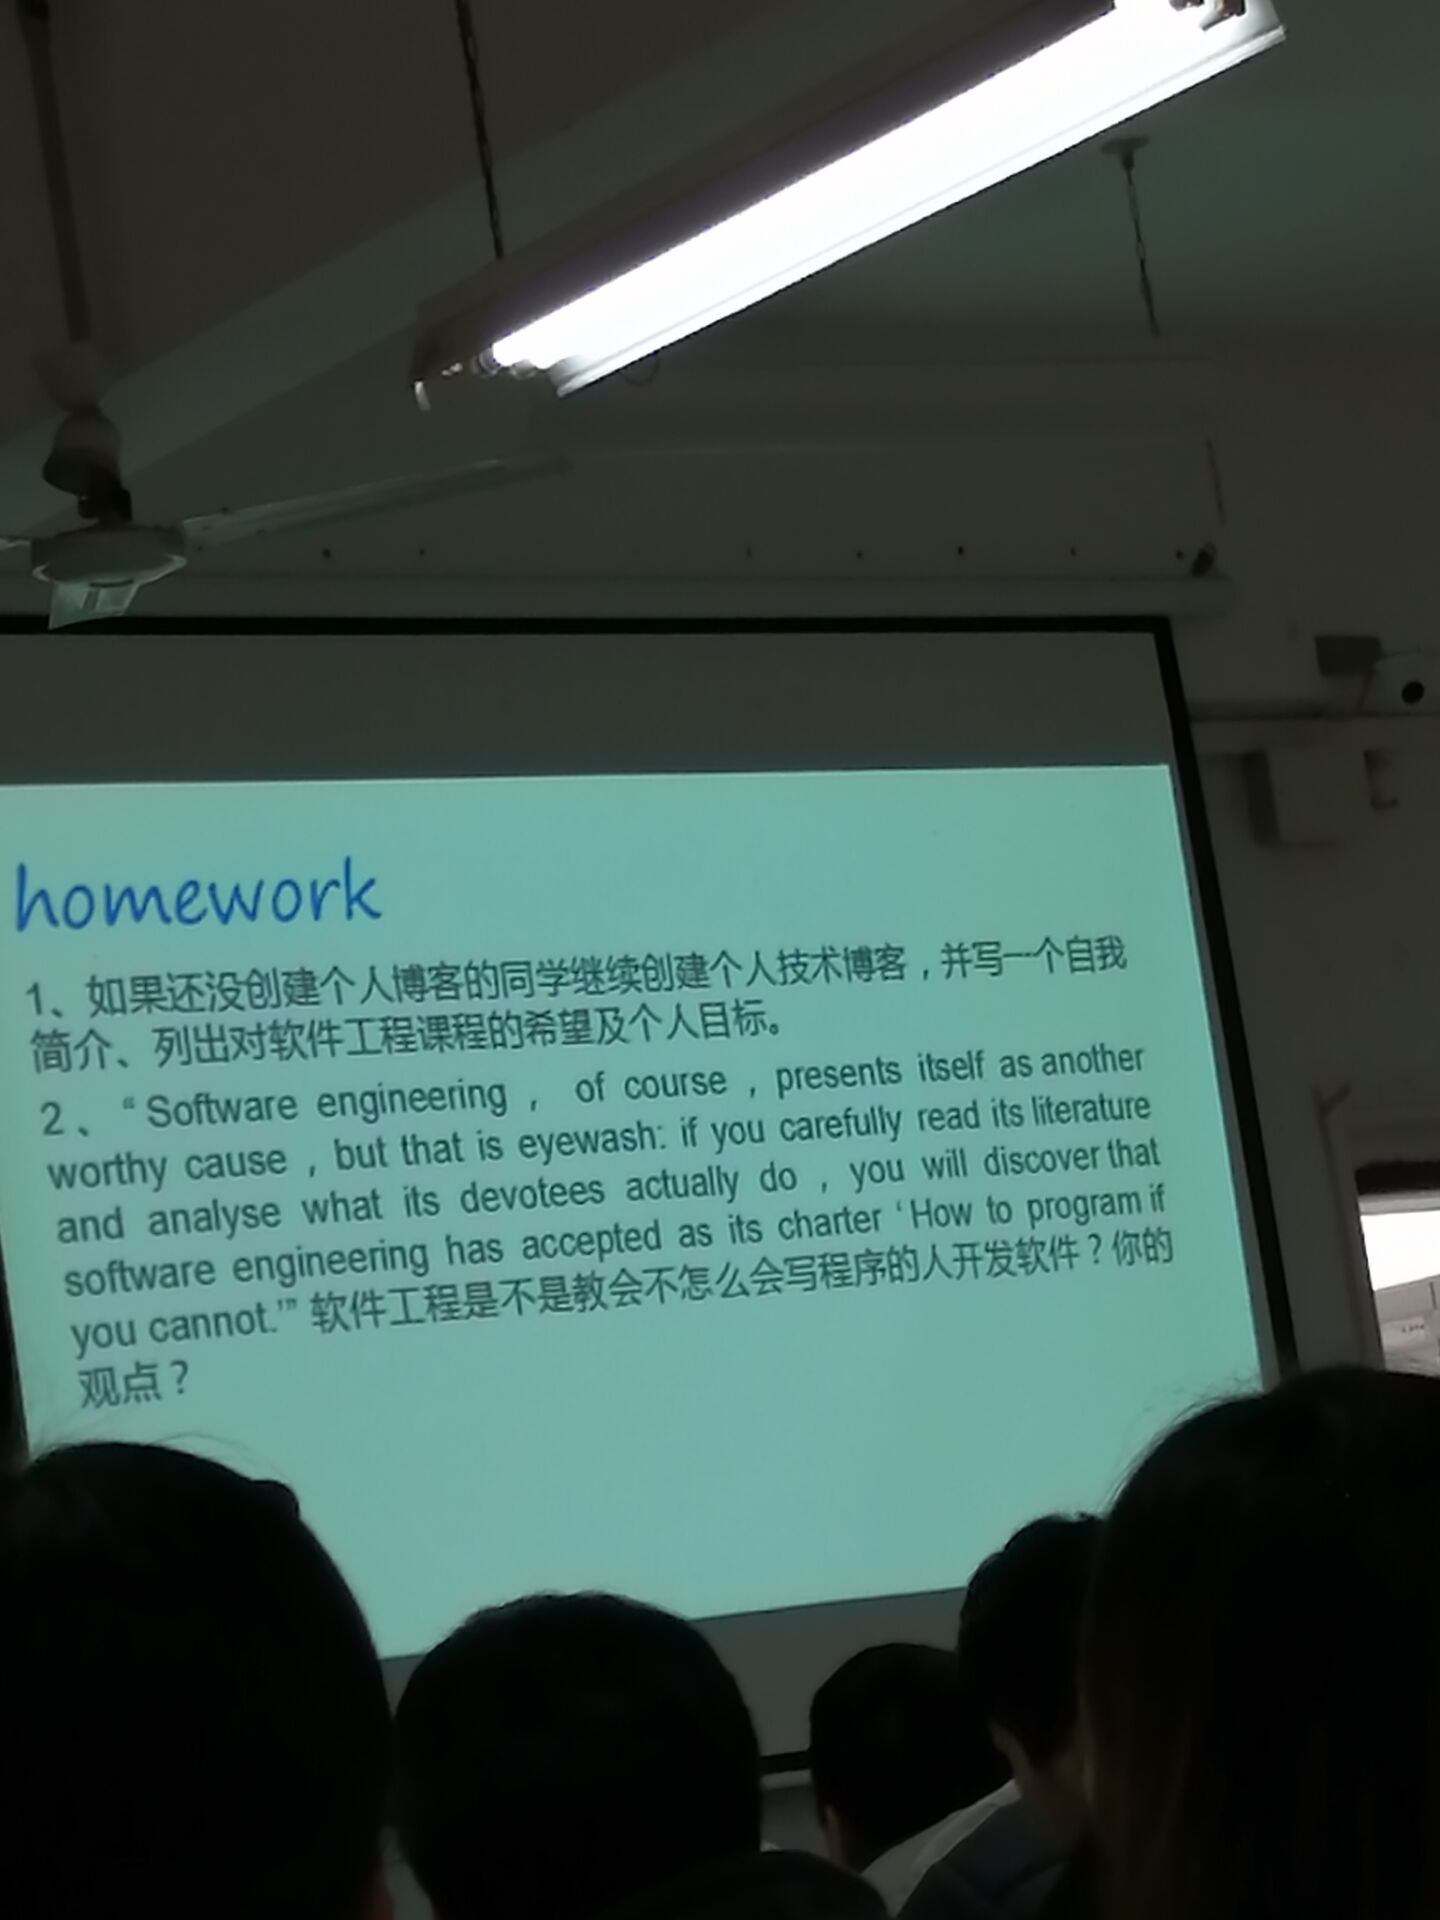 homework
1、如果还没创建个人博客的同学继续创建个人技术博客，并写一个自我
简介、列出对软件工程课程的希望及个人目标。
2、“Software engineering， of course，presents itself as another
worthy cause，but that is eyewash: if you carefully read its literature
and analyse what its devotees actually do，you will discover that
software engineering has accepted as its charter ‘How to program if
you cannot.’” 软件工程是不是教会不怎么会写程序的人开发软件？你的
观点？